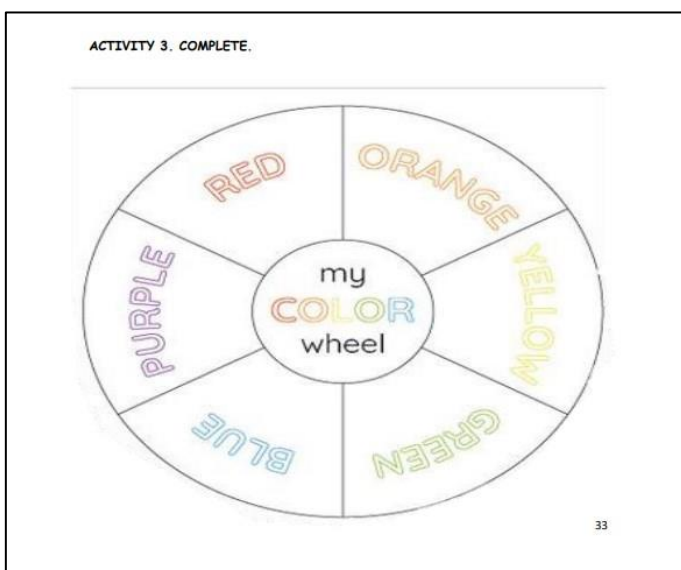 ACTIVITY 3. COMPLETE.
RED
ORANGE
YELLOW
GREEN
BLUE
PURPLE
my
COLOR
wheel
33